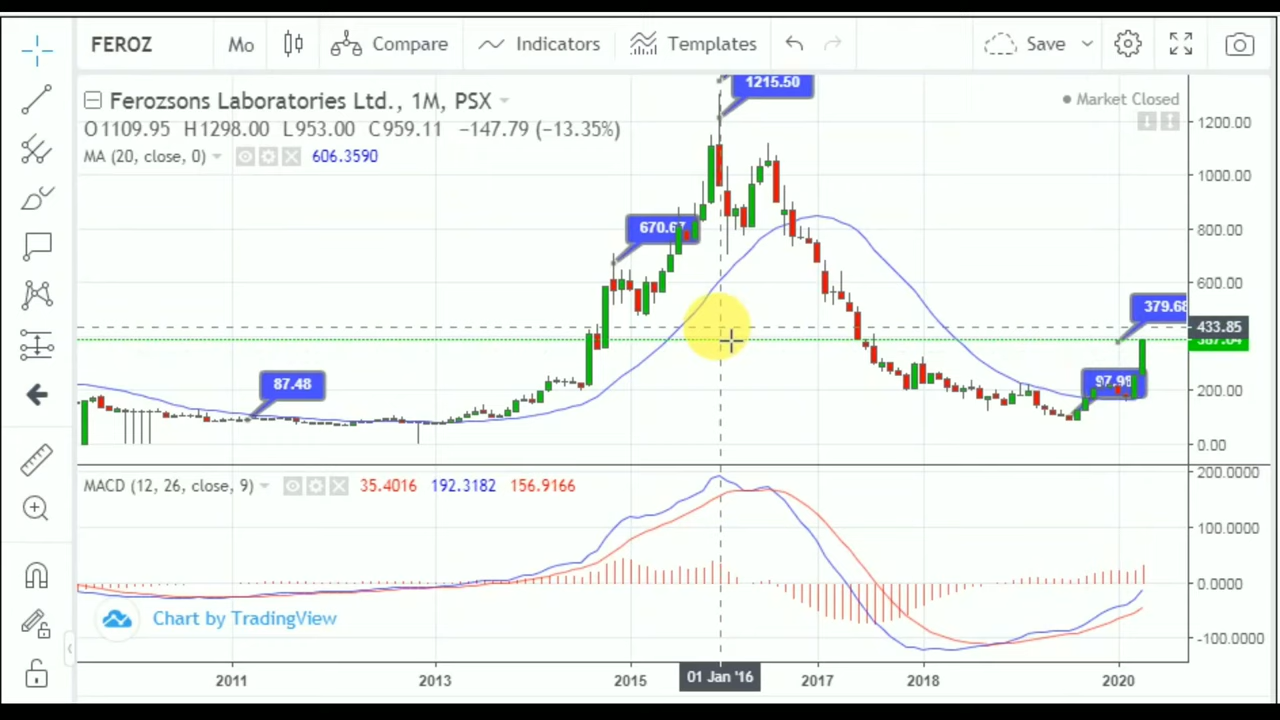 FEROZ Mo Compare Indicators Templates Save
1215.50
Ferozsons Laboratories Ltd., 1M, PSX
Market Closed
O1109.95 H1298.00 L953.00 C959.11 −147.79 (−13.35%)
MA (20, close, 0) 606.3590
1200.00
1000.00
670.67
800.00
600.00
379.68
433.85
387.04
87.48
97.98
200.00
0.00
MACD (12, 26, close, 9) 35.4016 192.3182 156.9166
200.0000
100.0000
0.0000
Chart by TradingView
-100.0000
2011 2013 2015 01 Jan '16 2017 2018 2020